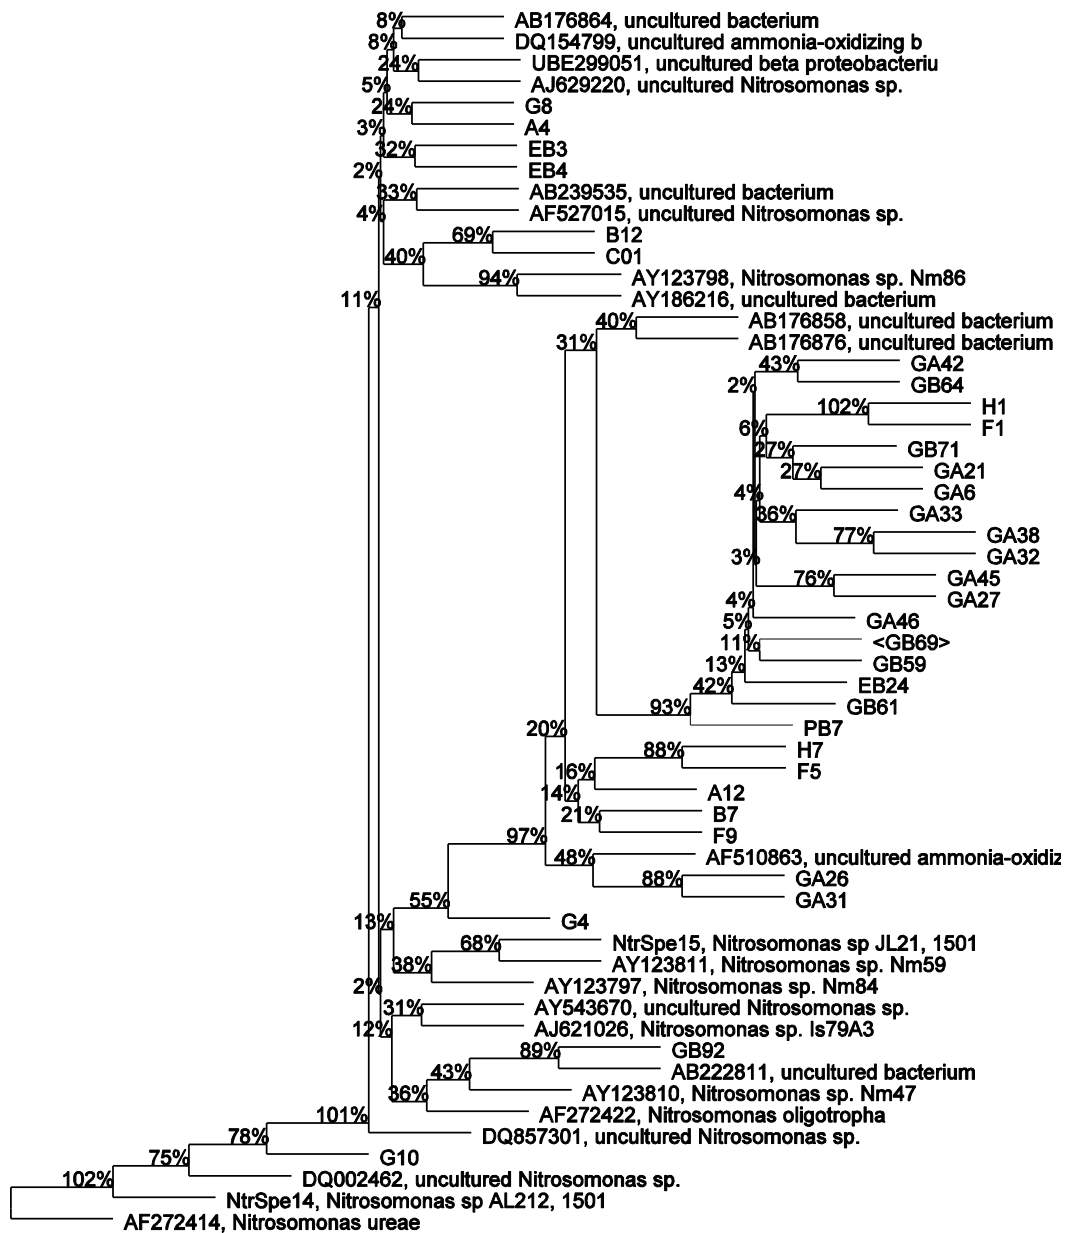 8% AB176864, uncultured bacterium
8% DQ154799, uncultured ammonia-oxidizing b
24% UBE299051, uncultured beta proteobacteriu
5% AJ629220, uncultured Nitrosomonas sp.
24% G8
3% A4
32% EB3
2% EB4
33% AB239535, uncultured bacterium
4% AF527015, uncultured Nitrosomonas sp.
69% B12
40% C01
94% AY123798, Nitrosomonas sp. Nm86
11% AY186216, uncultured bacterium
40% AB176858, uncultured bacterium
31% AB176876, uncultured bacterium
43% GA42
2% GB64
102% H1
6% F1
27% GB71
27% GA21
4% GA6
36% GA33
77% GA38
3% GA32
76% GA45
4% GA27
5% GA46
11% <GB69>
13% GB59
42% EB24
93% GB61
20% PB7
88% H7
16% F5
14% A12
21% B7
97% F9
48% AF510863, uncultured ammonia-oxidiz
88% GA26
55% GA31
13% G4
68% NtrSpe15, Nitrosomonas sp JL21, 1501
38% AY123811, Nitrosomonas sp. Nm59
2% AY123797, Nitrosomonas sp. Nm84
31% AY543670, uncultured Nitrosomonas sp.
12% AJ621026, Nitrosomonas sp. Is79A3
89% GB92
43% AB222811, uncultured bacterium
36% AY123810, Nitrosomonas sp. Nm47
101% AF272422, Nitrosomonas oligotropha
78% DQ857301, uncultured Nitrosomonas sp.
75% G10
102% DQ002462, uncultured Nitrosomonas sp.
NtrSpe14, Nitrosomonas sp AL212, 1501
AF272414, Nitrosomonas ureae